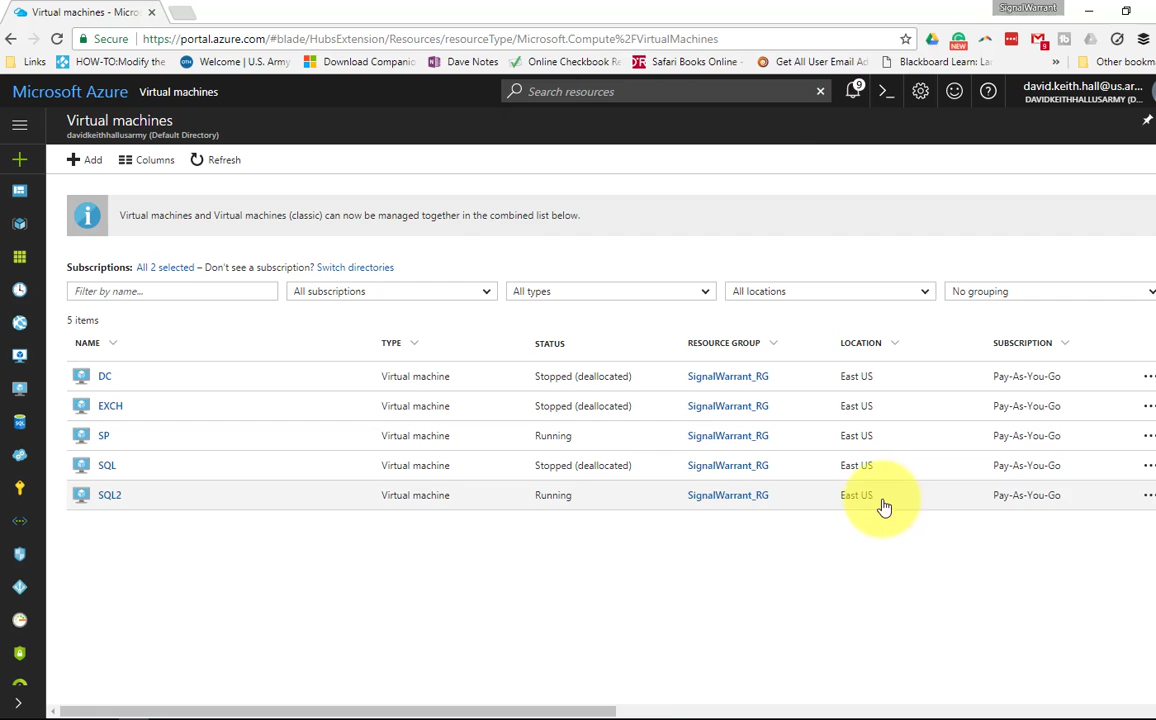 Virtual machines - Micro
SignalWarrant
Secure https://portal.azure.com/#blade/HubsExtension/Resources/resourceType/Microsoft.Compute%2FVirtualMachines
NEW
9
Links HOW-TO:Modify the Welcome | U.S. Army Download Companio Dave Notes Online Checkbook Re Safari Books Online - Get All User Email Ad Blackboard Learn: La » Other bookm
Microsoft Azure Virtual machines Search resources 9 david.keith.hall@us.ar...
DAVIDKEITHHALLUSARMY (D...
Virtual machines
davidkeithhallusarmy (Default Directory)
Add Columns Refresh
Virtual machines and Virtual machines (classic) can now be managed together in the combined list below.
Subscriptions: All 2 selected – Don't see a subscription? Switch directories
Filter by name... All subscriptions All types All locations No grouping
5 items
NAME TYPE STATUS RESOURCE GROUP LOCATION SUBSCRIPTION
DC Virtual machine Stopped (deallocated) SignalWarrant_RG East US Pay-As-You-Go
EXCH Virtual machine Stopped (deallocated) SignalWarrant_RG East US Pay-As-You-Go
SP Virtual machine Running SignalWarrant_RG East US Pay-As-You-Go
SQL Virtual machine Stopped (deallocated) SignalWarrant_RG East US Pay-As-You-Go
SQL2 Virtual machine Running SignalWarrant_RG East US Pay-As-You-Go